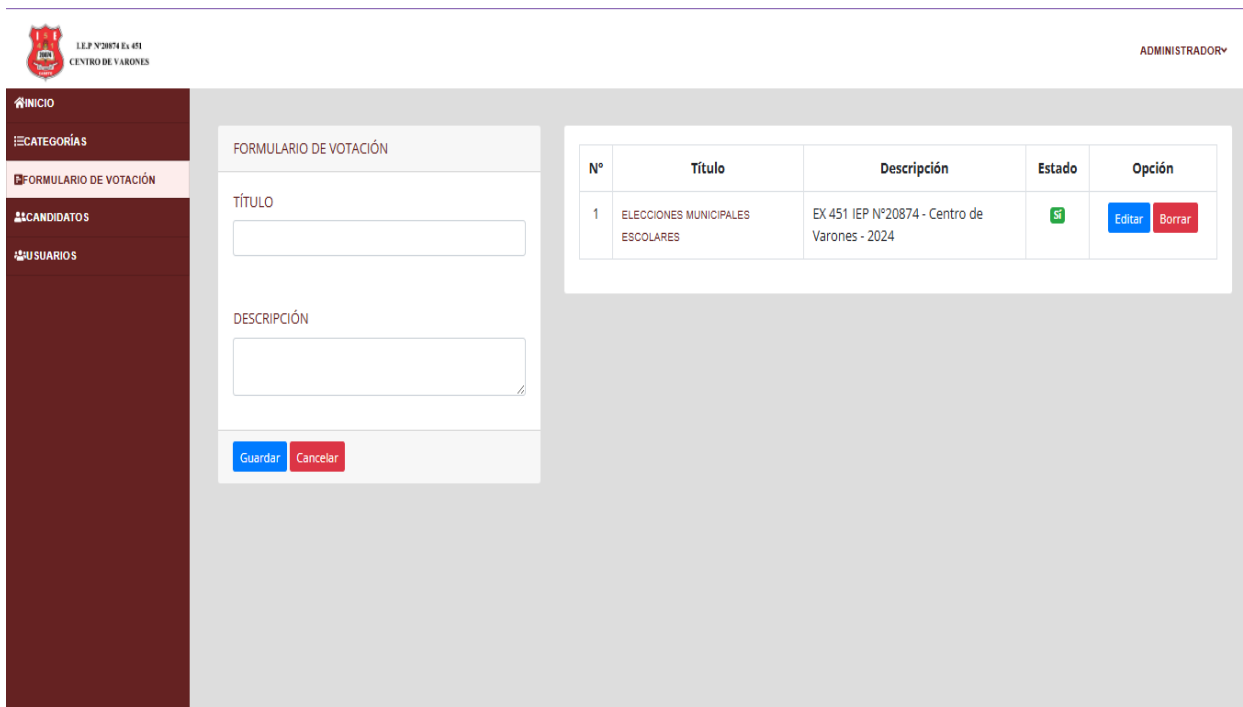 I.E.P N°20874 Ex 451
CENTRO DE VARONES
ADMINISTRADOR
INICIO
CATEGORÍAS
FORMULARIO DE VOTACIÓN
CANDIDATOS
USUARIOS
FORMULARIO DE VOTACIÓN
TÍTULO
DESCRIPCIÓN
Guardar Cancelar
N° Título Descripción Estado Opción
1 ELECCIONES MUNICIPALES EX 451 IEP Nº20874 - Centro de Sí Editar Borrar
ESCOLARES Varones - 2024